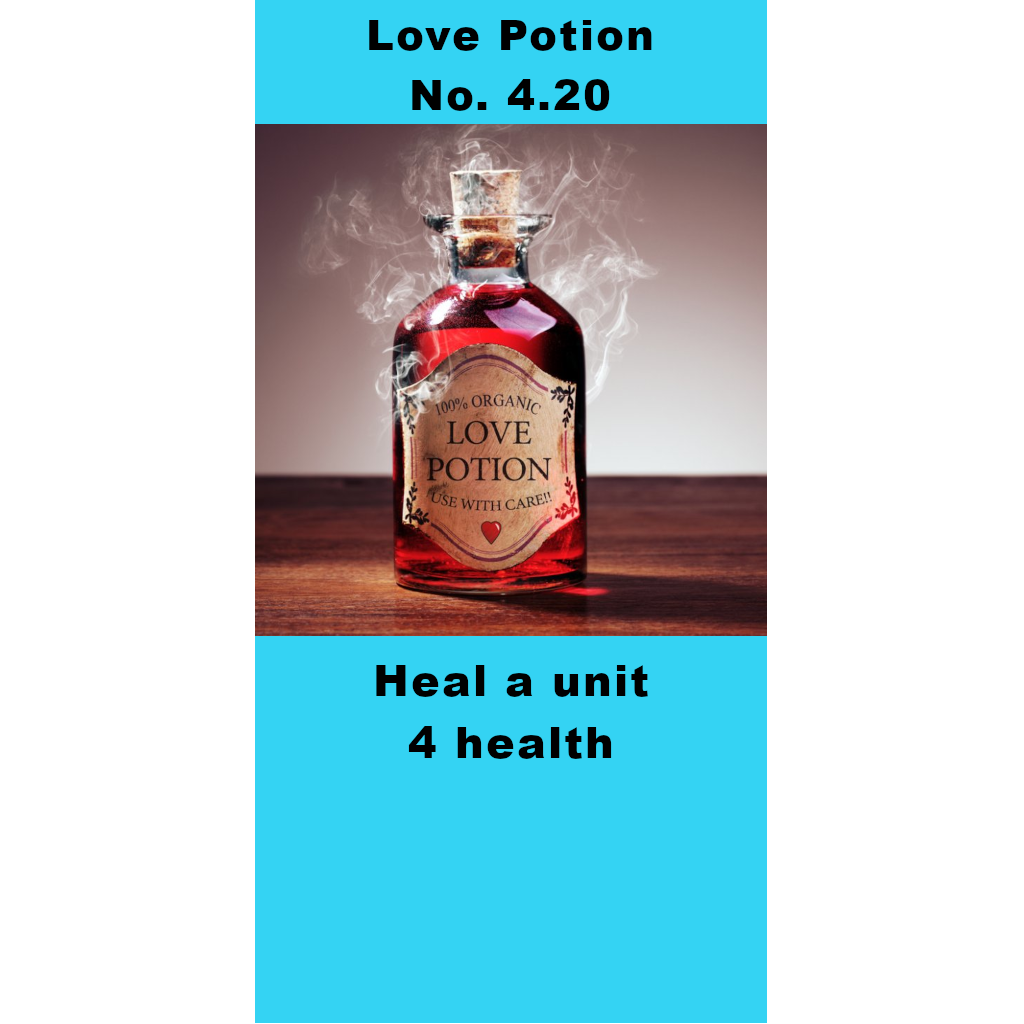 Love Potion
No. 4.20
100% ORGANIC
LOVE
POTION
USE WITH CARE!!
Heal a unit
4 health